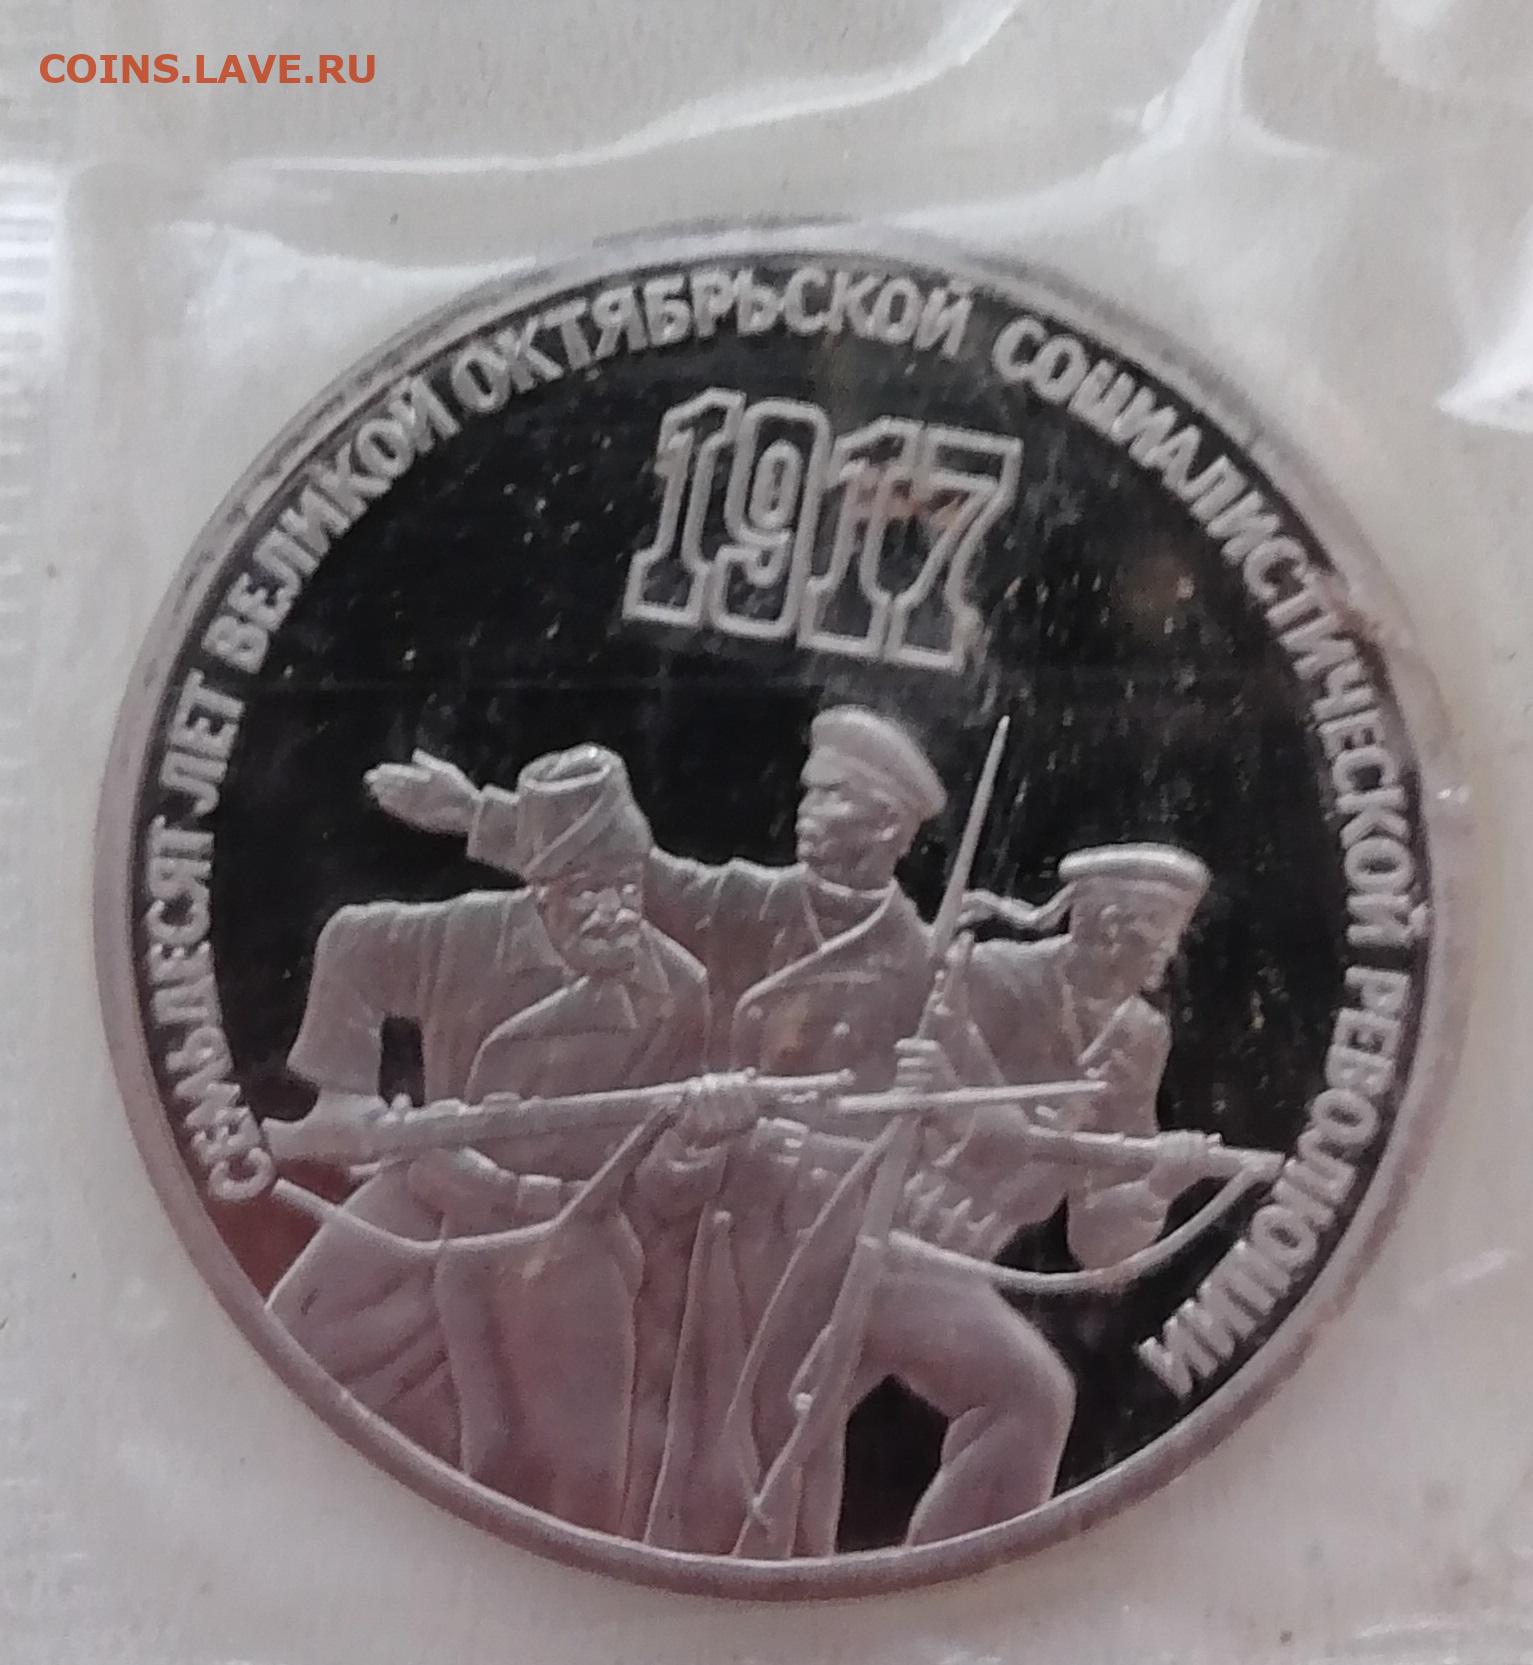 COINS.LAVE.RU
СЕМЬДЕСЯТ ЛЕТ ВЕЛИКОЙ ОКТЯБРЬСКОЙ СОЦИАЛИСТИЧЕСКОЙ РЕВОЛЮЦИИ
1917